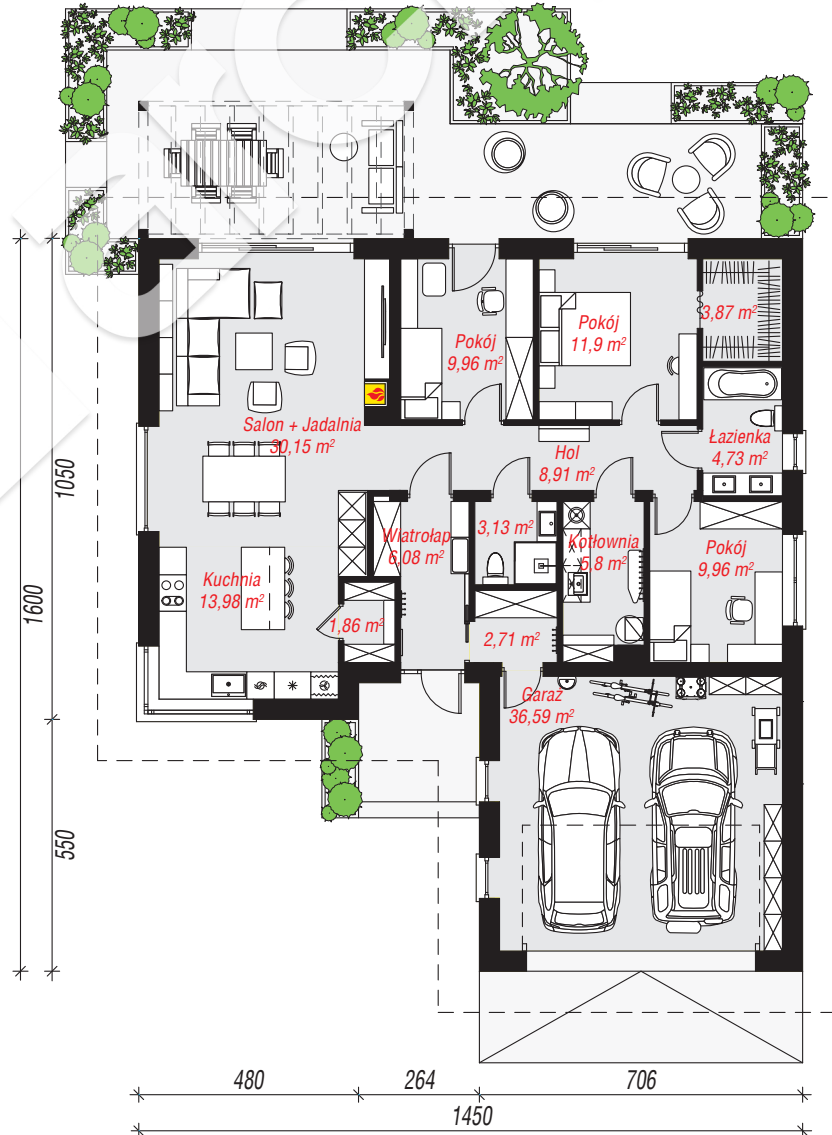 3,87 m²
Pokój
11,9 m²
Pokój
9,96 m²
Salon + Jadalnia
30,15 m²
Łazienka
4,73 m²
Hol
8,91 m²
1050
3,13 m²
Wiatrołap
6,08 m²
Kotłownia
5,8 m²
Pokój
9,96 m²
Kuchnia
13,98 m²
1600
1,86 m²
2,71 m²
Garaż
36,59 m²
550
480
264
706
1450